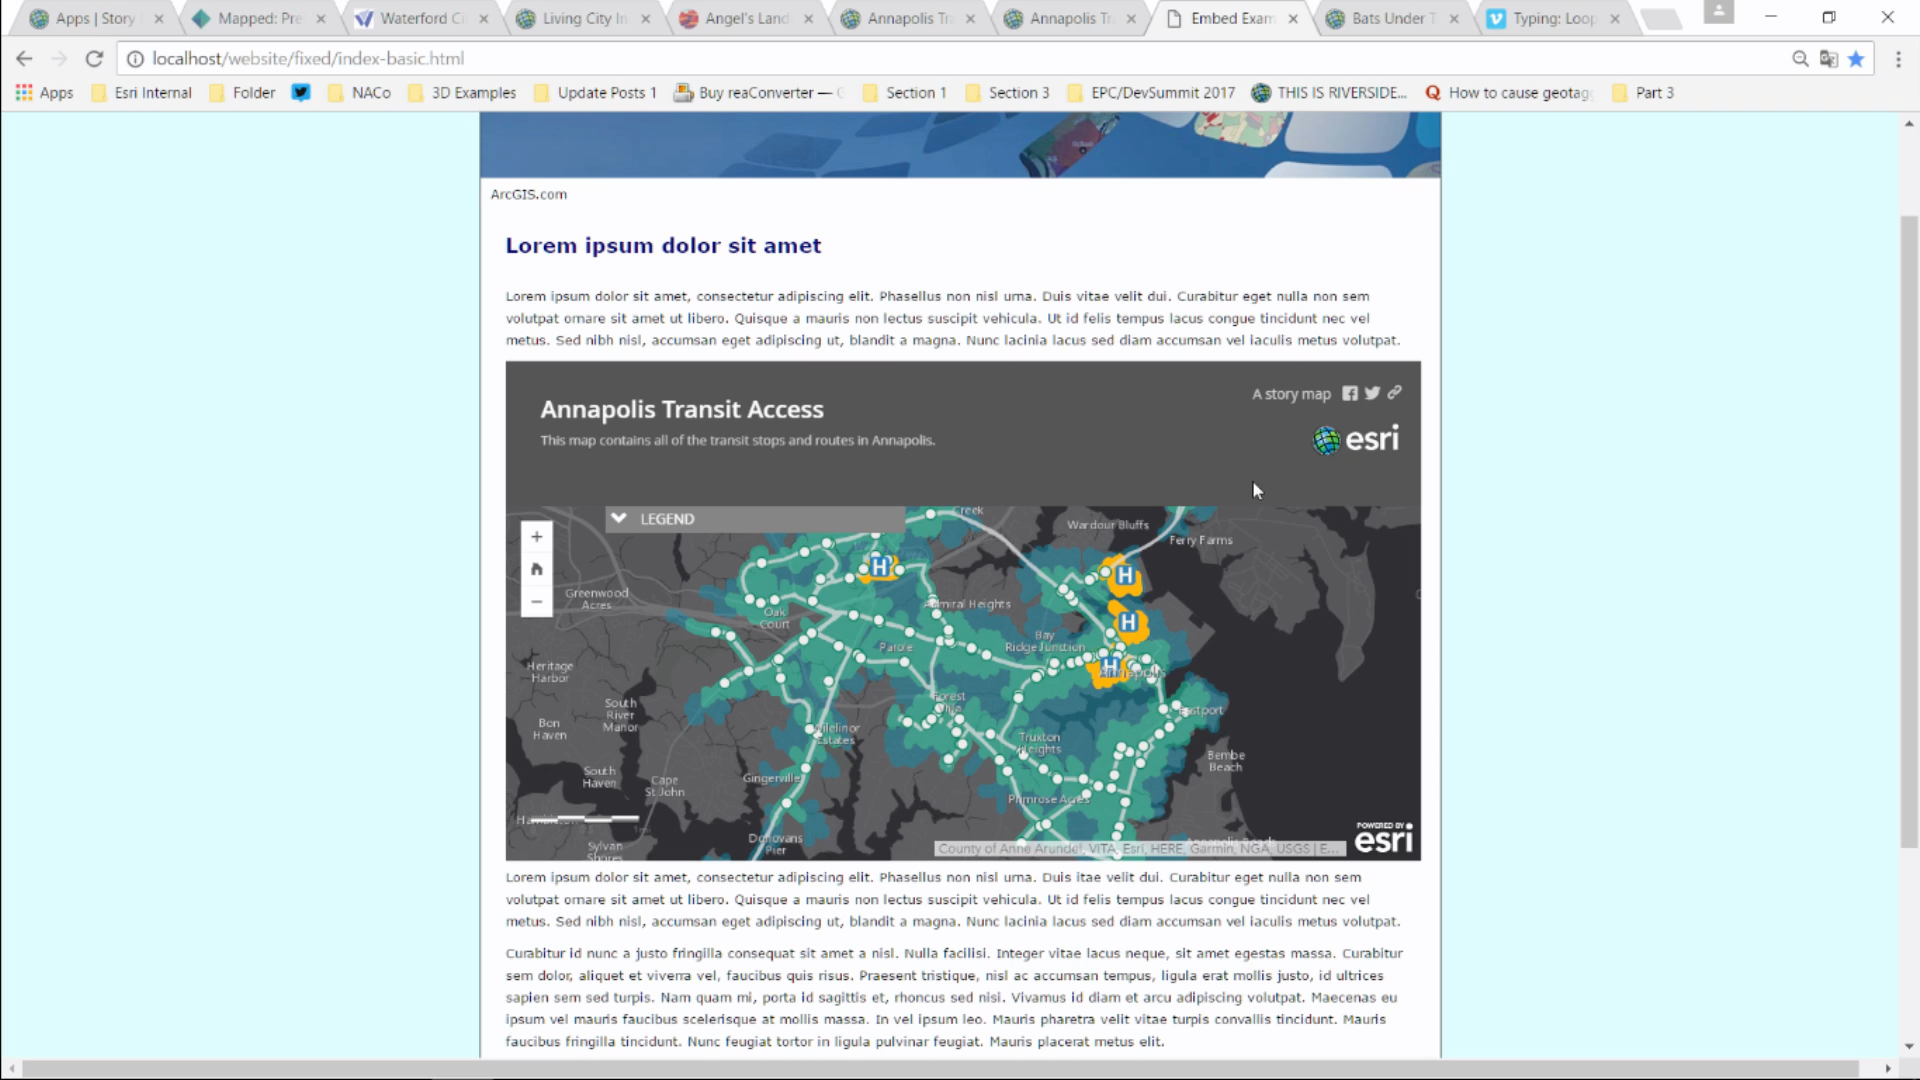 Apps | Story
Mapped: Pre
Waterford Ci
Living City In
Angel's Land
Annapolis Tr
Annapolis Tr
Embed Exam
Bats Under T
Typing: Loop
localhost/website/fixed/index-basic.html
Apps
Esri Internal
Folder
NACo
3D Examples
Update Posts 1
Buy reaConverter —
Section 1
Section 3
EPC/DevSummit 2017
THIS IS RIVERSIDE...
How to cause geotag
Part 3
ArcGIS.com
Lorem ipsum dolor sit amet
Lorem ipsum dolor sit amet, consectetur adipiscing elit. Phasellus non nisl urna. Duis vitae velit dui. Curabitur eget nulla non sem
volutpat ornare sit amet ut libero. Quisque a mauris non lectus suscipit vehicula. Ut id felis tempus lacus congue tincidunt nec vel
metus. Sed nibh nisl, accumsan eget adipiscing ut, blandit a magna. Nunc lacinia lacus sed diam accumsan vel iaculis metus volutpat.
A story map
Annapolis Transit Access
This map contains all of the transit stops and routes in Annapolis.
esri
LEGEND
Creek
Wardour Bluffs
Ferry Farms
H
H
Greenwood
Acres
Admiral Heights
Oak
Court
H
Bay
Ridge Junction
Parole
Heritage
Harbor
H
Annapolis
Forest
Villa
South
River
Manor
Eastport
Bon
Haven
Wilelinor
Estates
Truxton
Heights
Bembe
Beach
South
Haven
Cape
St John
Gingerville
Primrose Acres
Donovans
Pier
Sylvan
Shores
County of Anne Arundel, VITA, Esri, HERE, Garmin, NGA, USGS | E...
POWERED BY
esri
Lorem ipsum dolor sit amet, consectetur adipiscing elit. Phasellus non nisl urna. Duis itae velit dui. Curabitur eget nulla non sem
volutpat ornare sit amet ut libero. Quisque a mauris non lectus suscipit vehicula. Ut id felis tempus lacus congue tincidunt nec vel
metus. Sed nibh nisl, accumsan eget adipiscing ut, blandit a magna. Nunc lacinia lacus sed diam accumsan vel iaculis metus volutpat.
Curabitur id nunc a justo fringilla consequat sit amet a nisl. Nulla facilisi. Integer vitae lacus neque, sit amet egestas massa. Curabitur
sem dolor, aliquet et viverra vel, faucibus quis risus. Praesent tristique, nisl ac accumsan tempus, ligula erat mollis justo, id ultrices
sapien sem sed turpis. Nam quam mi, porta id sagittis et, rhoncus sed nisi. Vivamus id diam et arcu adipiscing volutpat. Maecenas eu
ipsum vel mauris faucibus scelerisque at mollis massa. In vel ipsum leo. Mauris pharetra velit vitae turpis convallis tincidunt. Mauris
faucibus fringilla tincidunt. Nunc feugiat tortor in ligula pulvinar feugiat. Mauris placerat metus elit.